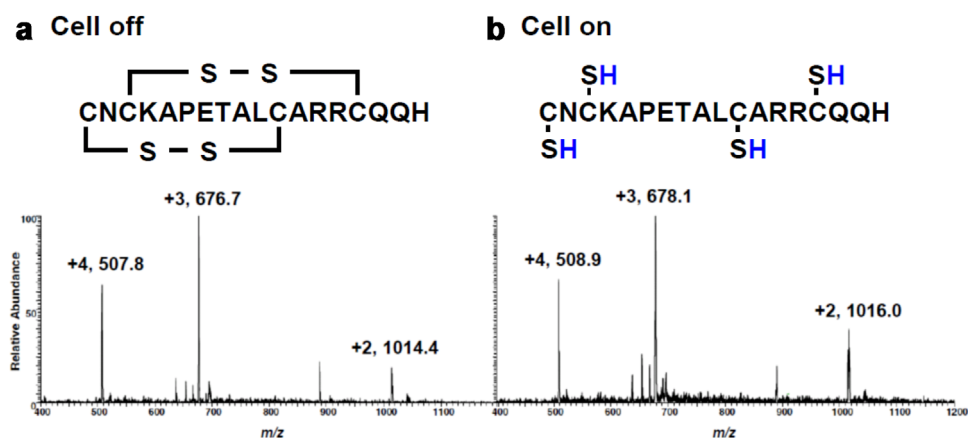 a Cell off
S – S
CNCKAPETALCARRCQQH
S – S
+3, 676.7
+4, 507.8
+2, 1014.4
Relative Abundance
100
50
0
400 500 600 700 800 900 1000 1100
m/z
b Cell on
SH SH
CNCKAPETALCARRCQQH
SH SH
+3, 678.1
+4, 508.9
+2, 1016.0
400 500 600 700 800 900 1000 1100 1200
m/z